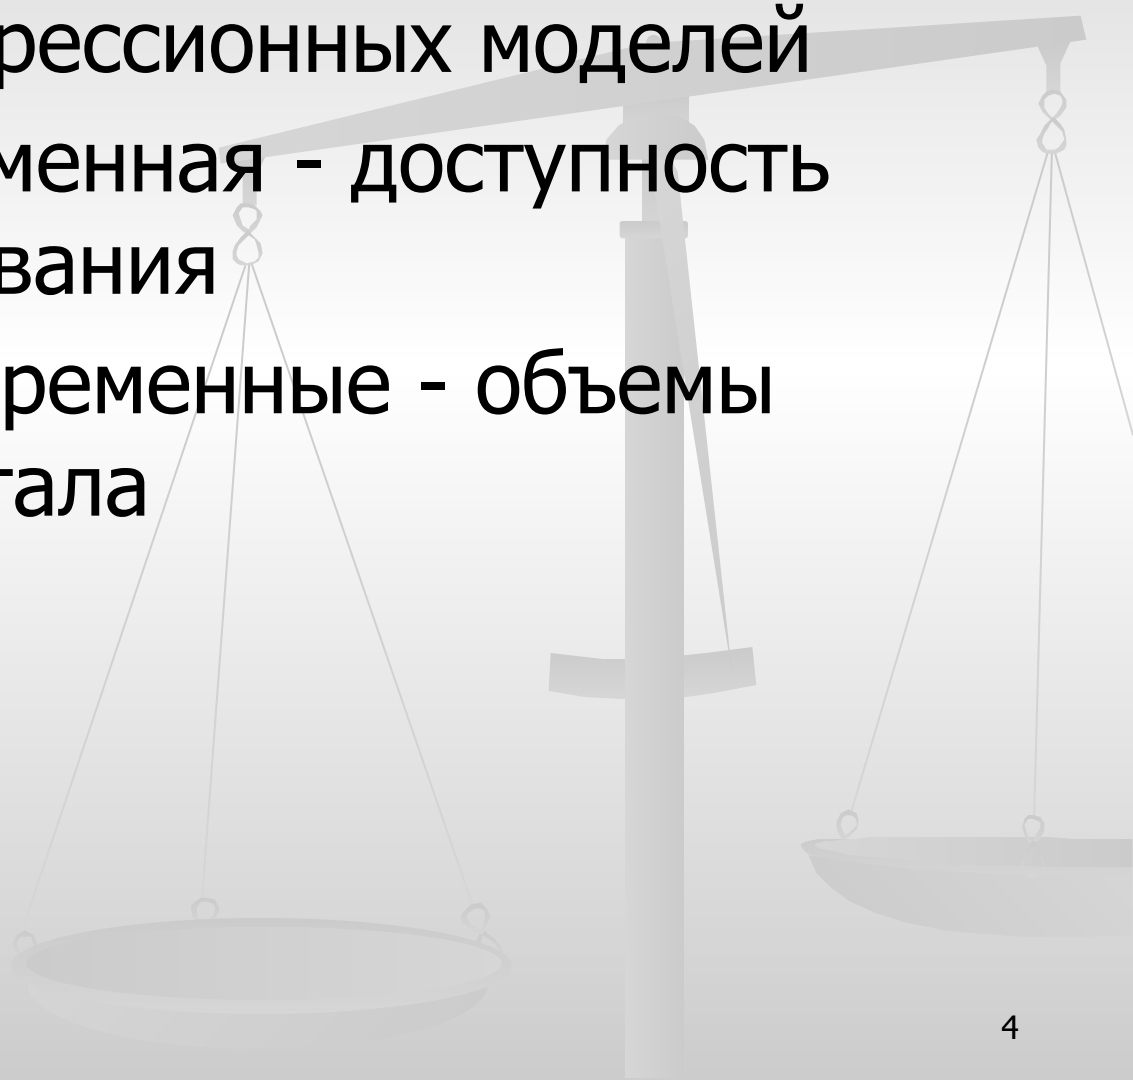 рессионных моделей
менная - доступность
вания
ременные - объемы
тала
4